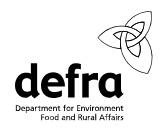 defra
Department for Environment
Food and Rural Affairs